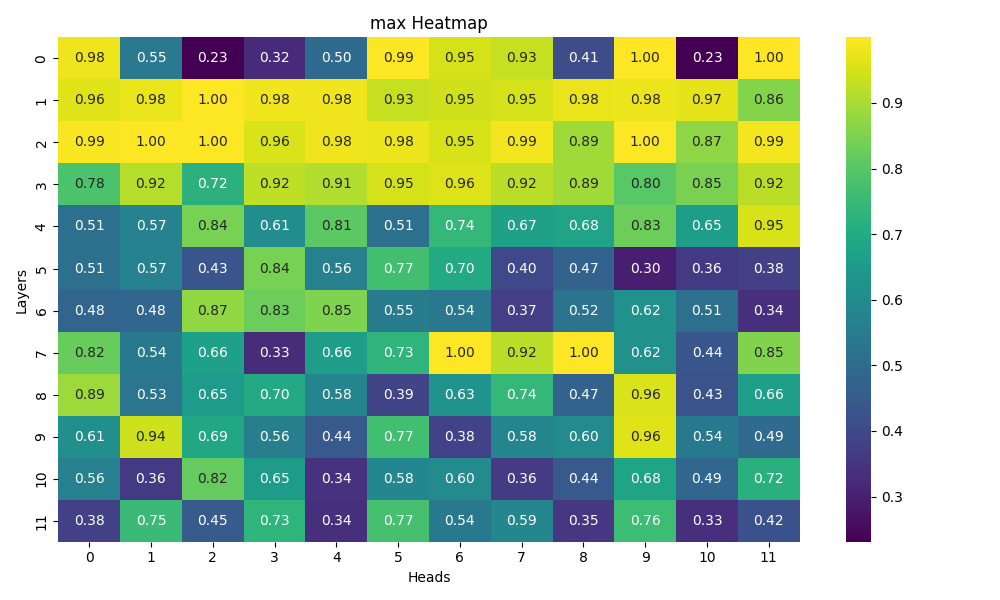 max Heatmap
0 0.98 0.55 0.23 0.32 0.50 0.99 0.95 0.93 0.41 1.00 0.23 1.00
1 0.96 0.98 1.00 0.98 0.98 0.93 0.95 0.95 0.98 0.98 0.97 0.86 0.9
2 0.99 1.00 1.00 0.96 0.98 0.98 0.95 0.99 0.89 1.00 0.87 0.99
3 0.78 0.92 0.72 0.92 0.91 0.95 0.96 0.92 0.89 0.80 0.85 0.92 0.8
4 0.51 0.57 0.84 0.61 0.81 0.51 0.74 0.67 0.68 0.83 0.65 0.95 0.7
5 0.51 0.57 0.43 0.84 0.56 0.77 0.70 0.40 0.47 0.30 0.36 0.38
Layers
6 0.48 0.48 0.87 0.83 0.85 0.55 0.54 0.37 0.52 0.62 0.51 0.34 0.6
7 0.82 0.54 0.66 0.33 0.66 0.73 1.00 0.92 1.00 0.62 0.44 0.85 0.5
8 0.89 0.53 0.65 0.70 0.58 0.39 0.63 0.74 0.47 0.96 0.43 0.66
9 0.61 0.94 0.69 0.56 0.44 0.77 0.38 0.58 0.60 0.96 0.54 0.49 0.4
10 0.56 0.36 0.82 0.65 0.34 0.58 0.60 0.36 0.44 0.68 0.49 0.72 0.3
11 0.38 0.75 0.45 0.73 0.34 0.77 0.54 0.59 0.35 0.76 0.33 0.42
0 1 2 3 4 5 6 7 8 9 10 11
Heads